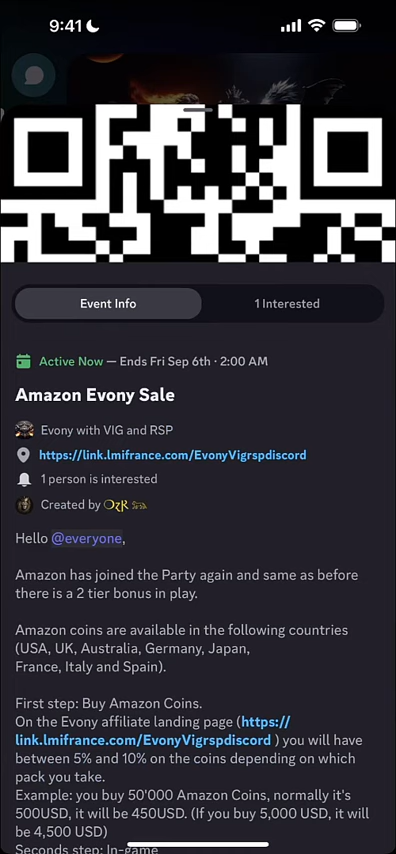 9:41
Event Info
1 Interested
Active Now — Ends Fri Sep 6th · 2:00 AM
Amazon Evony Sale
Evony with VIG and RSP
https://link.lmifrance.com/EvonyVigrspdiscord
1 person is interested
Created by
Hello @everyone,
Amazon has joined the Party again and same as before
there is a 2 tier bonus in play.
Amazon coins are available in the following countries
(USA, UK, Australia, Germany, Japan,
France, Italy and Spain).
First step: Buy Amazon Coins.
On the Evony affiliate landing page (https://
link.lmifrance.com/EvonyVigrspdiscord ) you will have
between 5% and 10% on the coins depending on which
pack you take.
Example: you buy 50'000 Amazon Coins, normally it's
500USD, it will be 450USD. (If you buy 5,000 USD, it will
be 4,500 USD)
Seconds step: In-game